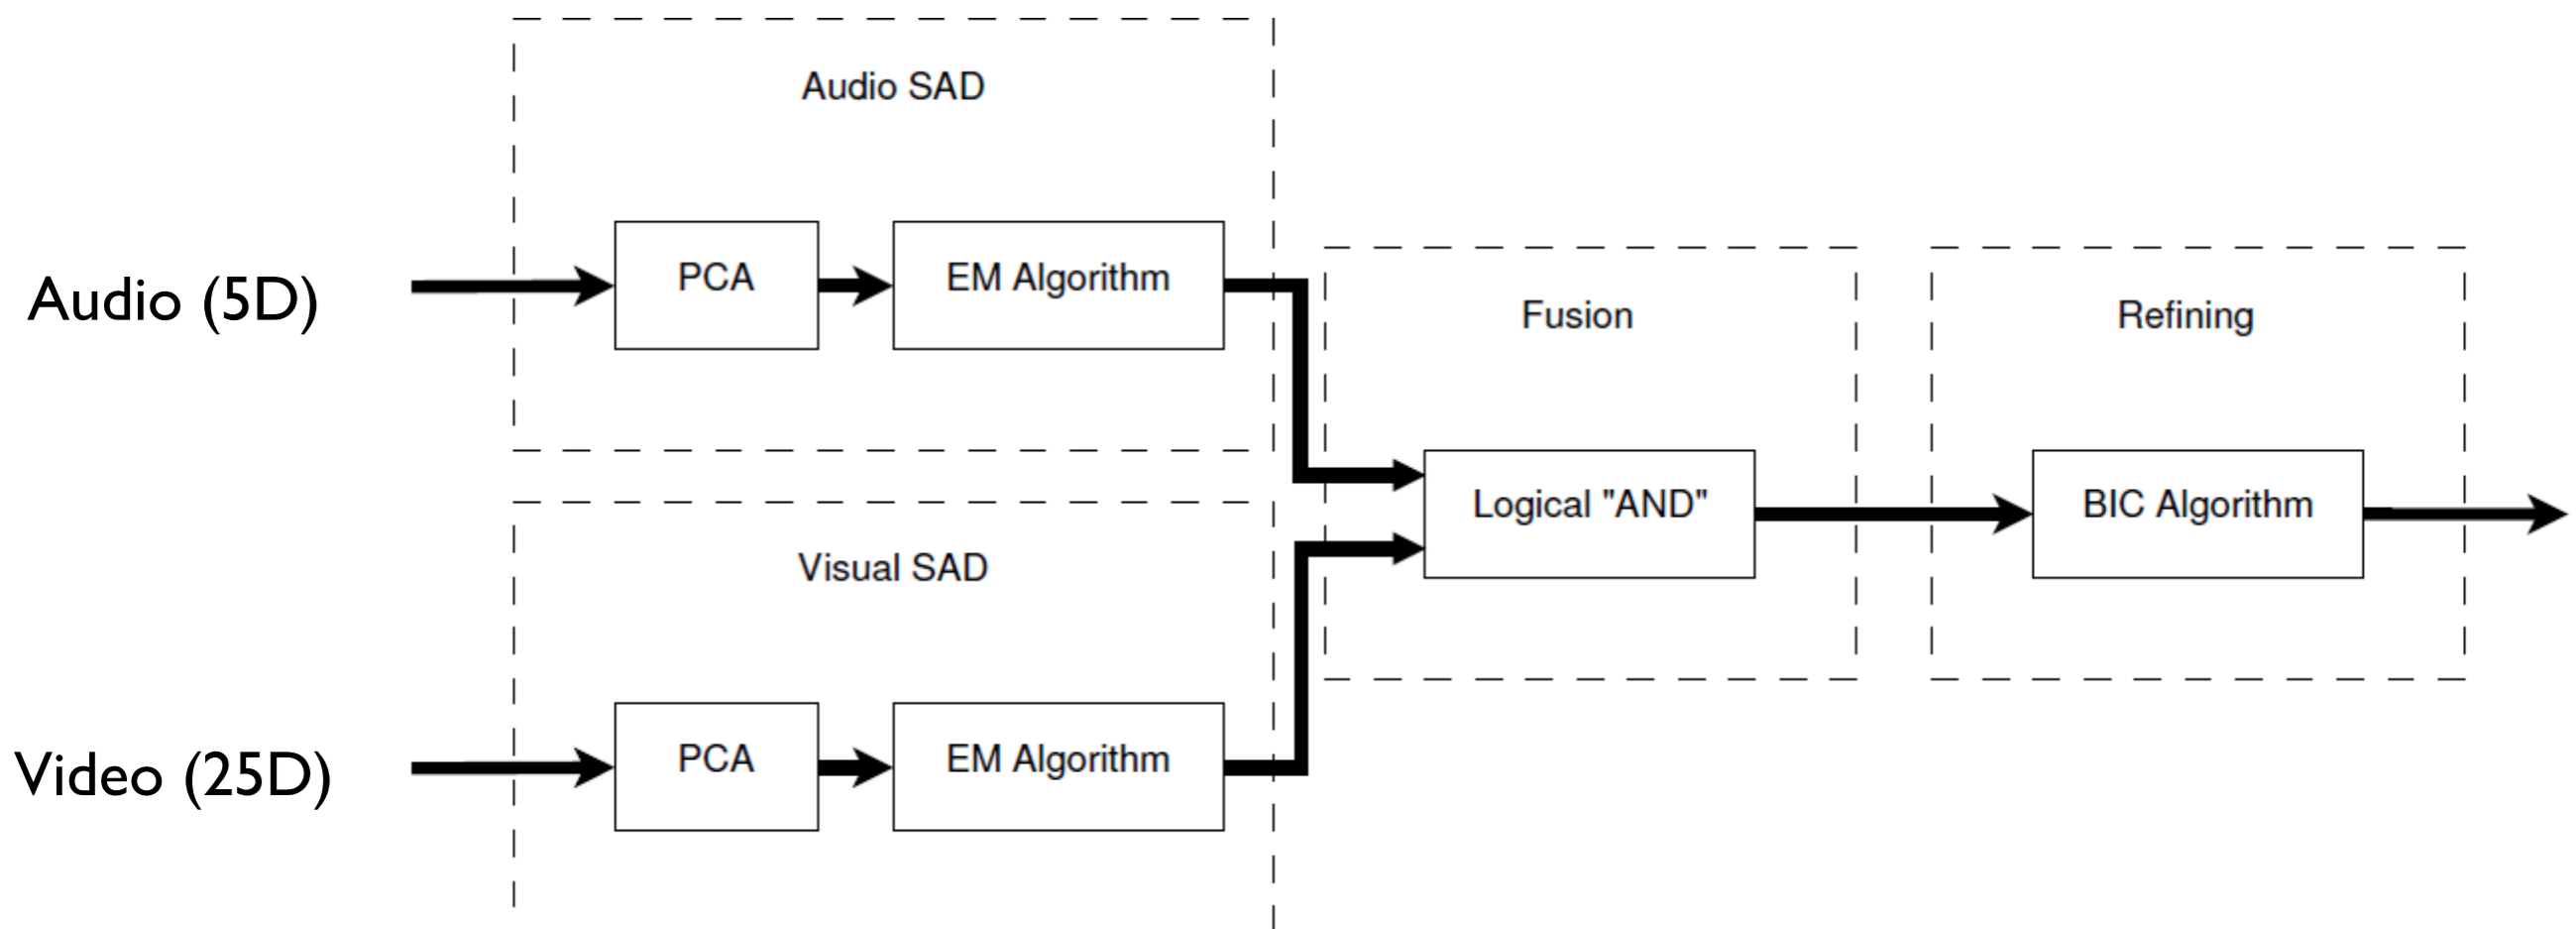 Audio SAD
Audio (5D)
PCA
EM Algorithm
Fusion
Refining
Logical "AND"
BIC Algorithm
Visual SAD
Video (25D)
PCA
EM Algorithm